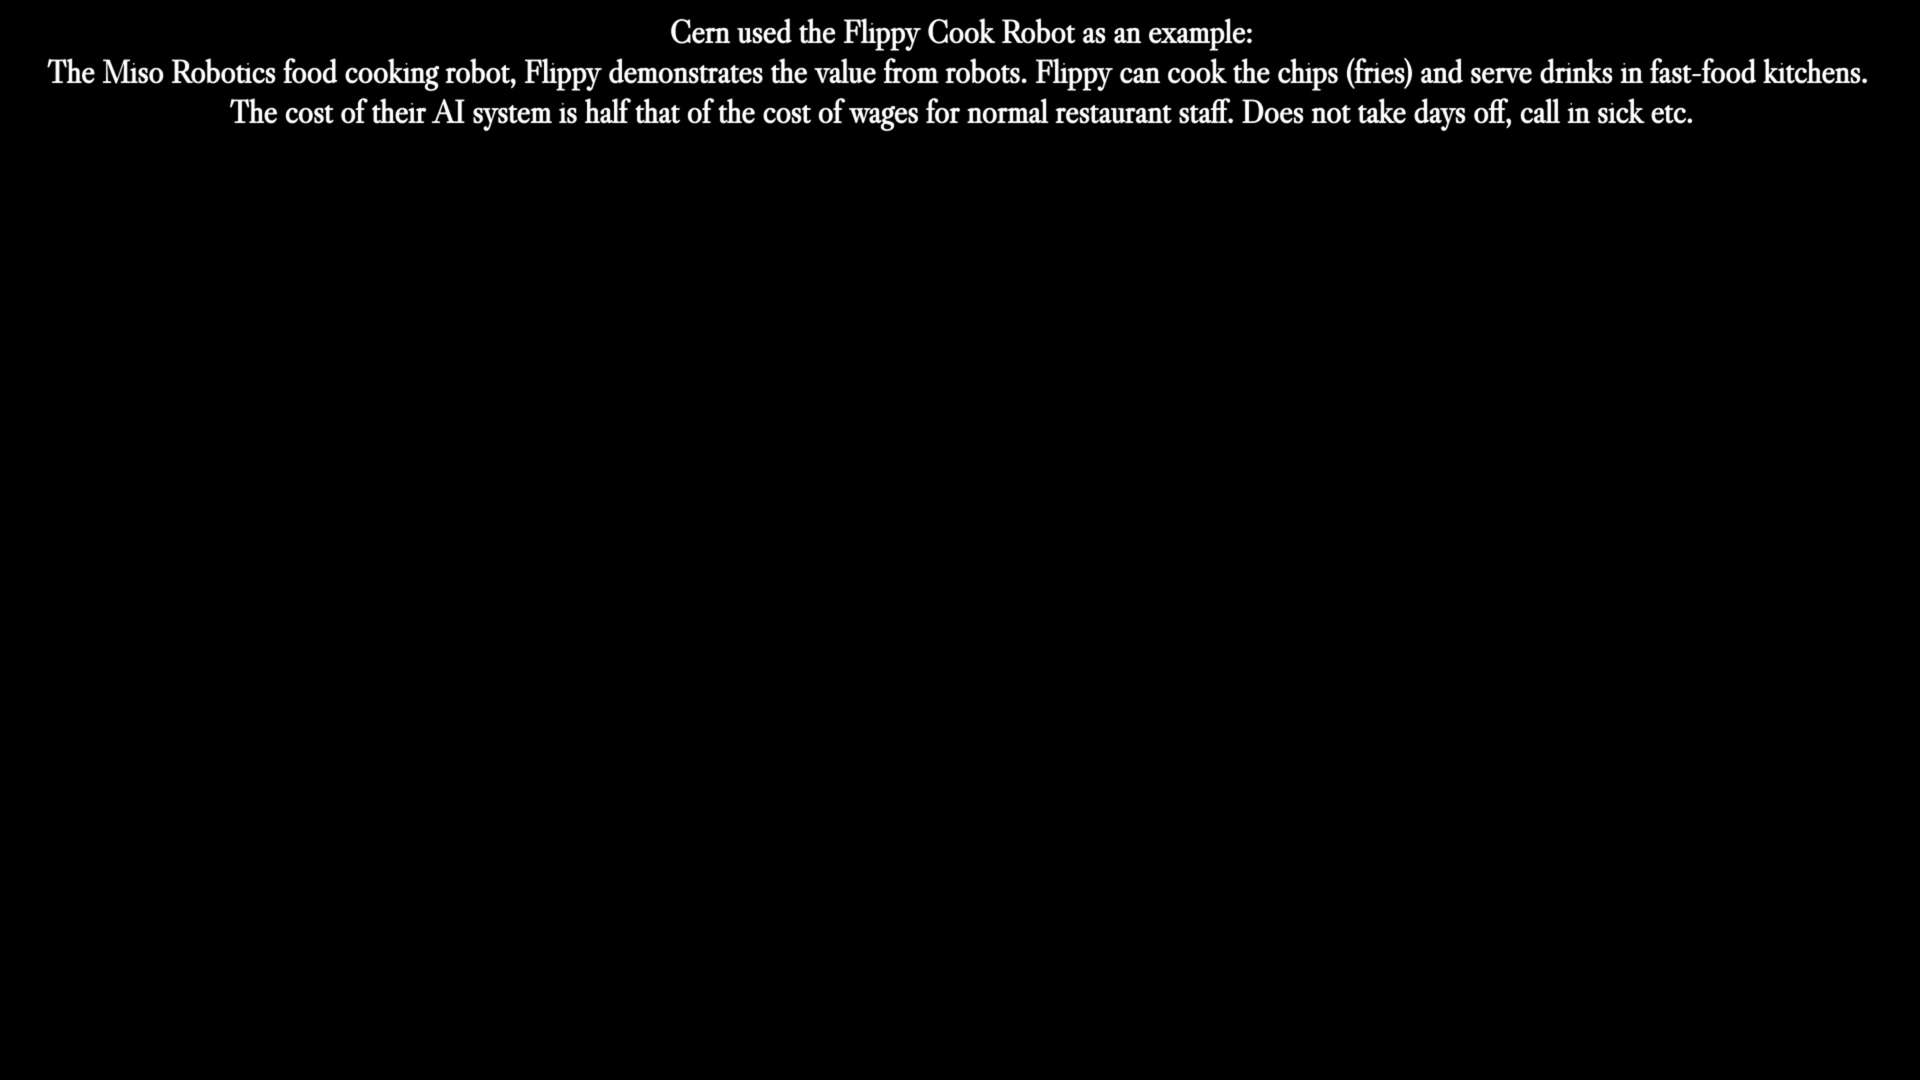 Cern used the Flippy Cook Robot as an example:
The Miso Robotics food cooking robot, Flippy demonstrates the value from robots. Flippy can cook the chips (fries) and serve drinks in fast-food kitchens.
The cost of their AI system is half that of the cost of wages for normal restaurant staff. Does not take days off, call in sick etc.